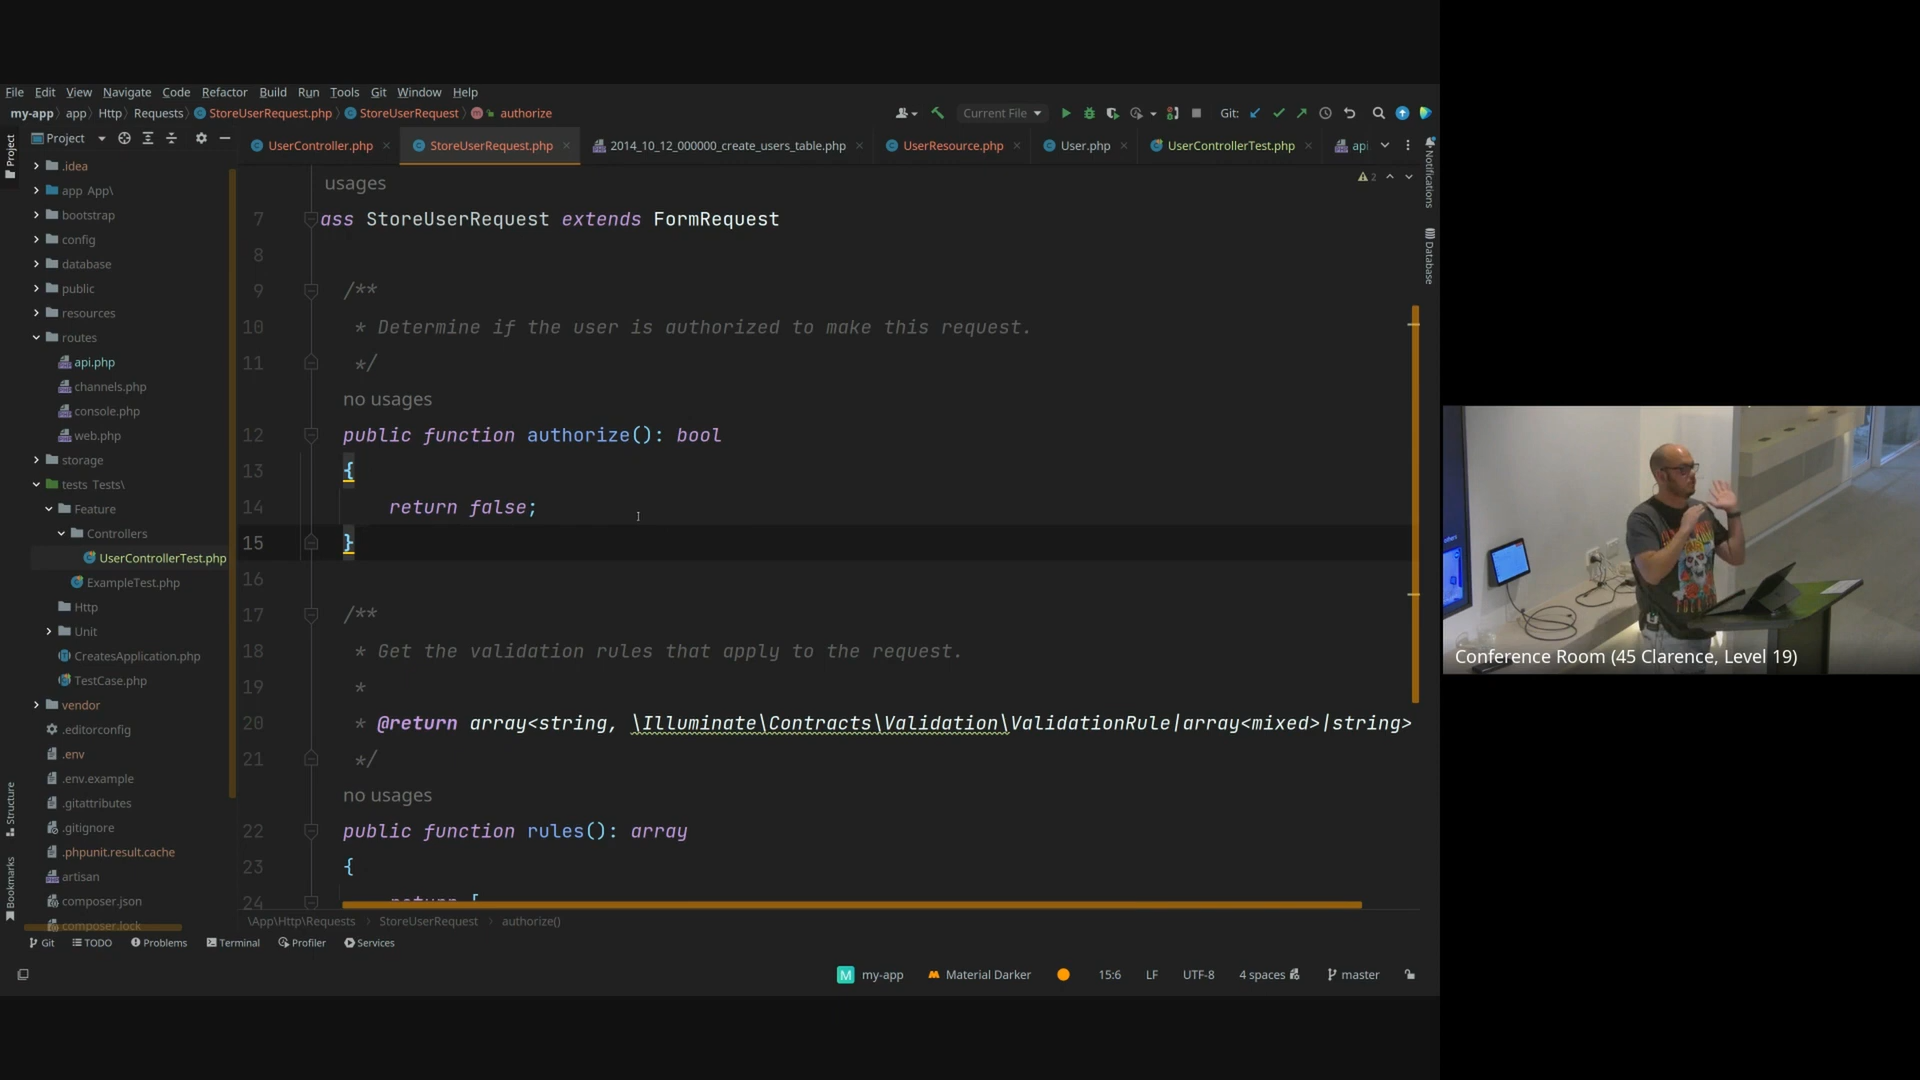 File Edit View Navigate Code Refactor Build Run Tools Git Window Help
my-app app Http Requests StoreUserRequest.php StoreUserRequest authorize
Current File
Git:
Project
UserController.php
StoreUserRequest.php
2014_10_12_000000_create_users_table.php
UserResource.php
User.php
UserControllerTest.php
api
Project
Structure
Bookmarks
.idea
app App\
bootstrap
config
database
public
resources
routes
api.php
channels.php
console.php
web.php
storage
tests Tests\
Feature
Controllers
UserControllerTest.php
ExampleTest.php
Http
Unit
CreatesApplication.php
TestCase.php
vendor
.editorconfig
.env
.env.example
.gitattributes
.gitignore
.phpunit.result.cache
artisan
composer.json
composer.lock
usages
2
7 ass StoreUserRequest extends FormRequest
8
9 /**
10 * Determine if the user is authorized to make this request.
11 */
no usages
12 public function authorize(): bool
13 {
14 return false;
15 }
16
17 /**
18 * Get the validation rules that apply to the request.
19 *
20 * @return array<string, \Illuminate\Contracts\Validation\ValidationRule|array<mixed>|string>
21 */
no usages
22 public function rules(): array
23 {
24 return [
\App\Http\Requests StoreUserRequest authorize()
Notifications
Database
Git TODO Problems Terminal Profiler Services
M my-app Material Darker 15:6 LF UTF-8 4 spaces master
Conference Room (45 Clarence, Level 19)